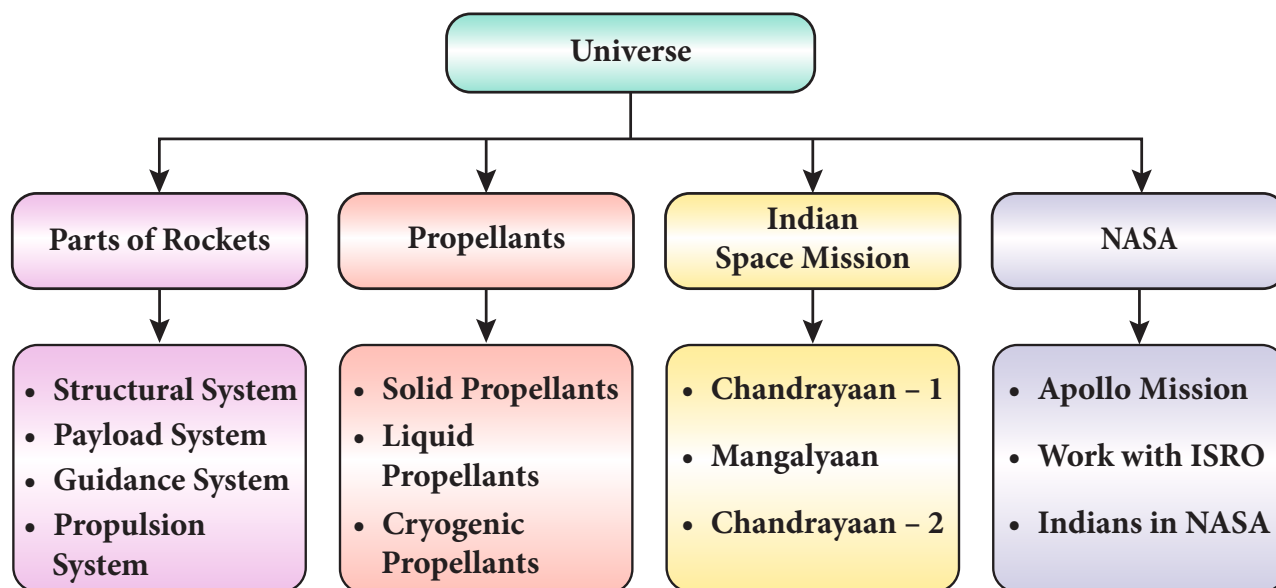 Universe
Parts of Rockets
Propellants
Indian
Space Mission
NASA
• Structural System
• Payload System
• Guidance System
• Propulsion
System
• Solid Propellants
• Liquid
Propellants
• Cryogenic
Propellants
• Chandrayaan – 1
• Mangalyaan
• Chandrayaan – 2
• Apollo Mission
• Work with ISRO
• Indians in NASA